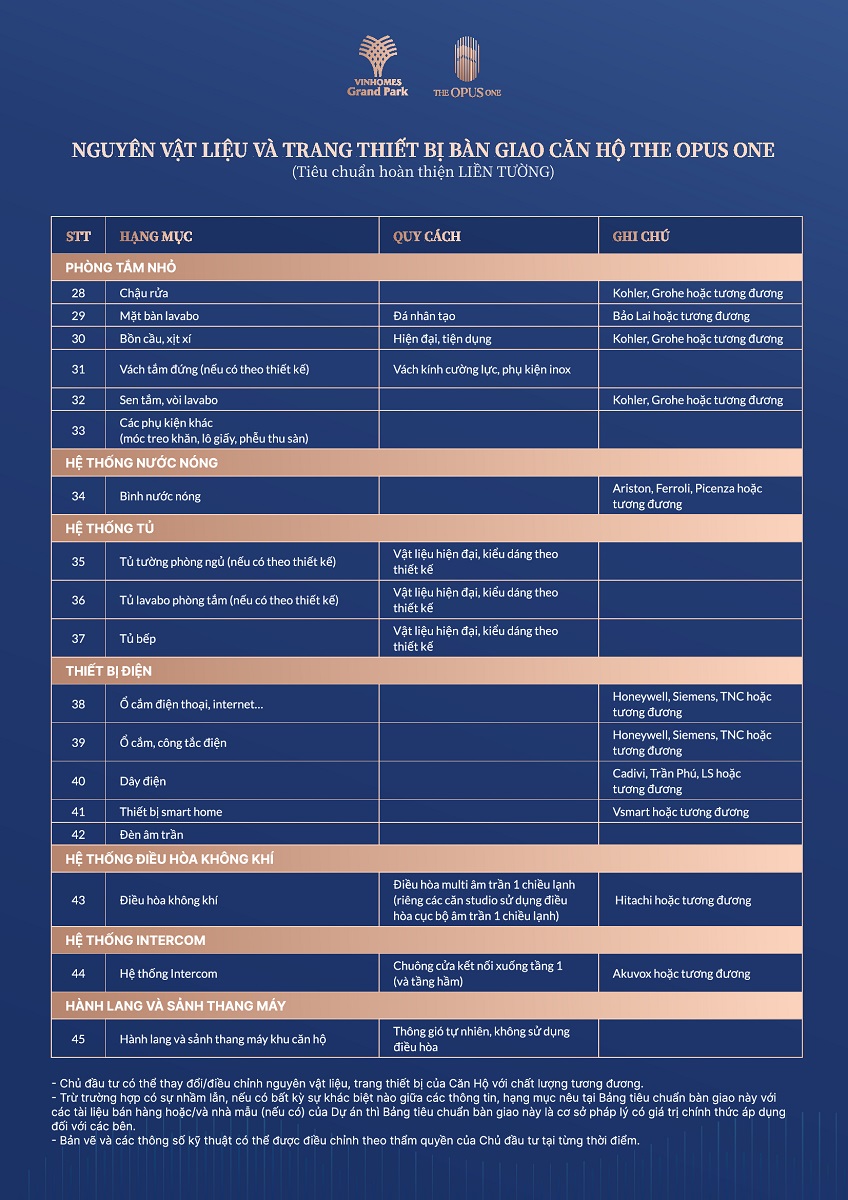 VINHOMES
Grand Park
THE OPUS ONE
NGUYÊN VẬT LIỆU VÀ TRANG THIẾT BỊ BÀN GIAO CĂN HỘ THE OPUS ONE
(Tiêu chuẩn hoàn thiện LIỀN TƯỜNG)
STT HẠNG MỤC QUY CÁCH GHI CHÚ
PHÒNG TẮM NHỎ
28 Chậu rửa Kohler, Grohe hoặc tương đương
29 Mặt bàn lavabo Đá nhân tạo Bảo Lai hoặc tương đương
30 Bồn cầu, xịt xí Hiện đại, tiện dụng Kohler, Grohe hoặc tương đương
31 Vách tắm đứng (nếu có theo thiết kế) Vách kính cường lực, phụ kiện inox
32 Sen tắm, vòi lavabo Kohler, Grohe hoặc tương đương
33 Các phụ kiện khác
(móc treo khăn, lô giấy, phễu thu sàn)
HỆ THỐNG NƯỚC NÓNG
34 Bình nước nóng Ariston, Ferroli, Picenza hoặc
tương đương
HỆ THỐNG TỦ
35 Tủ tường phòng ngủ (nếu có theo thiết kế) Vật liệu hiện đại, kiểu dáng theo
thiết kế
36 Tủ lavabo phòng tắm (nếu có theo thiết kế) Vật liệu hiện đại, kiểu dáng theo
thiết kế
37 Tủ bếp Vật liệu hiện đại, kiểu dáng theo
thiết kế
THIẾT BỊ ĐIỆN
38 Ổ cắm điện thoại, internet... Honeywell, Siemens, TNC hoặc
tương đương
39 Ổ cắm, công tắc điện Honeywell, Siemens, TNC hoặc
tương đương
40 Dây điện Cadivi, Trần Phú, LS hoặc
tương đương
41 Thiết bị smart home Vsmart hoặc tương đương
42 Đèn âm trần
HỆ THỐNG ĐIỀU HÒA KHÔNG KHÍ
43 Điều hòa không khí Điều hòa multi âm trần 1 chiều lạnh
(riêng các căn studio sử dụng điều
hòa cục bộ âm trần 1 chiều lạnh) Hitachi hoặc tương đương
HỆ THỐNG INTERCOM
44 Hệ thống Intercom Chuông cửa kết nối xuống tầng 1
(và tầng hầm) Akuvox hoặc tương đương
HÀNH LANG VÀ SẢNH THANG MÁY
45 Hành lang và sảnh thang máy khu căn hộ Thông gió tự nhiên, không sử dụng
điều hòa
- Chủ đầu tư có thể thay đổi/điều chỉnh nguyên vật liệu, trang thiết bị của Căn Hộ với chất lượng tương đương.
- Trừ trường hợp có sự nhầm lẫn, nếu có bất kỳ sự khác biệt nào giữa các thông tin, hạng mục nêu tại Bảng tiêu chuẩn bàn giao này với
các tài liệu bán hàng hoặc/và nhà mẫu (nếu có) của Dự án thì Bảng tiêu chuẩn bàn giao này là cơ sở pháp lý có giá trị chính thức áp dụng
đối với các bên.
- Bản vẽ và các thông số kỹ thuật có thể được điều chỉnh theo thẩm quyền của Chủ đầu tư tại từng thời điểm.